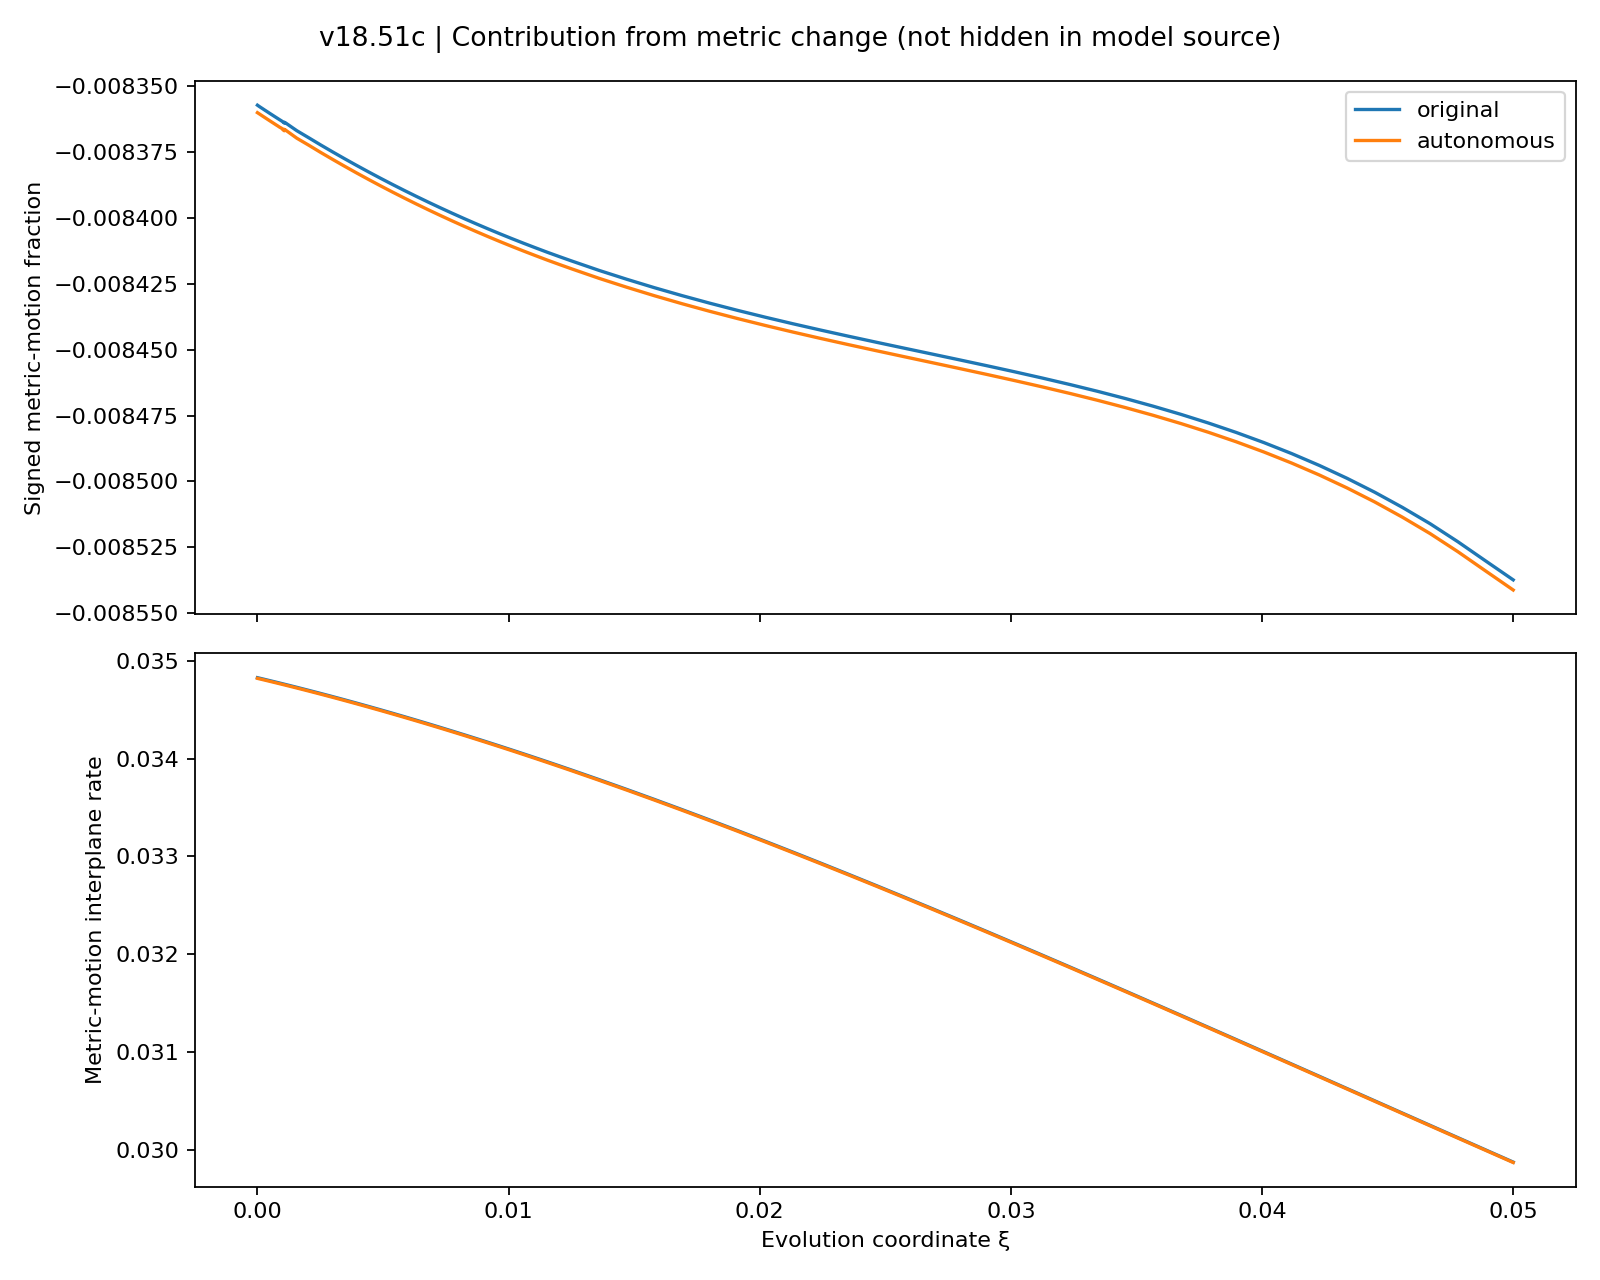 v18.51c | Contribution from metric change (not hidden in model source)
Signed metric-motion fraction
−0.008350
−0.008375
−0.008400
−0.008425
−0.008450
−0.008475
−0.008500
−0.008525
−0.008550
original
autonomous
Metric-motion interplane rate
0.035
0.034
0.033
0.032
0.031
0.030
0.00 0.01 0.02 0.03 0.04 0.05
Evolution coordinate ξ